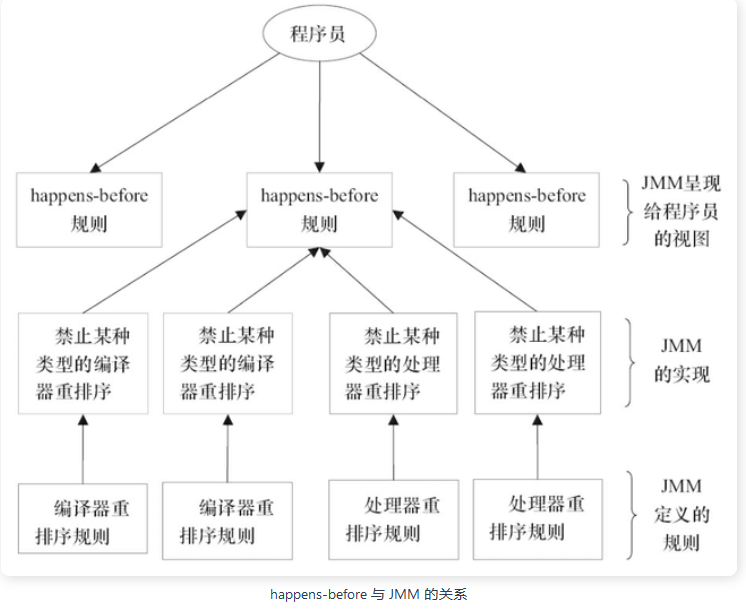 程序员
happens-before
规则
happens-before
规则
happens-before
规则
JMM呈现
给程序员
的视图
禁止某种
类型的编译
器重排序
禁止某种
类型的编译
器重排序
禁止某种
类型的处理
器重排序
禁止某种
类型的处理
器重排序
JMM
的实现
编译器重
排序规则
编译器重
排序规则
处理器重
排序规则
处理器重
排序规则
JMM
定义的
规则
happens-before 与 JMM 的关系